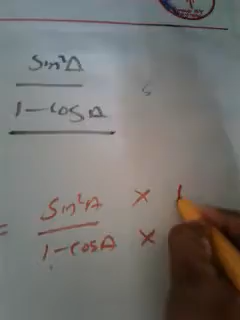 Sin²A
1-cosA
= Sin²A ×
1-cosA ×